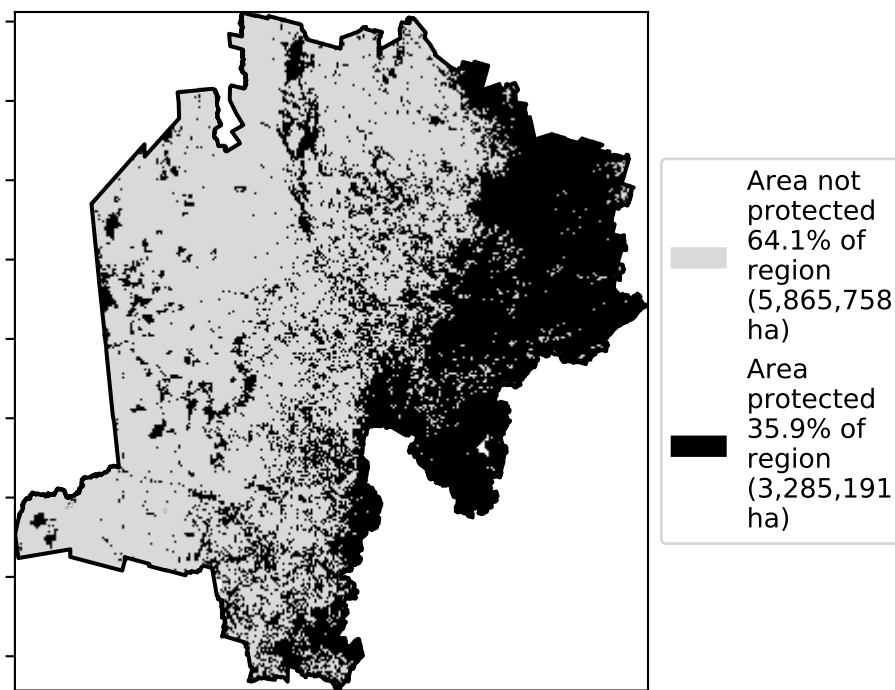 Area not
protected
64.1% of
region
(5,865,758
ha)
Area
protected
35.9% of
region
(3,285,191
ha)